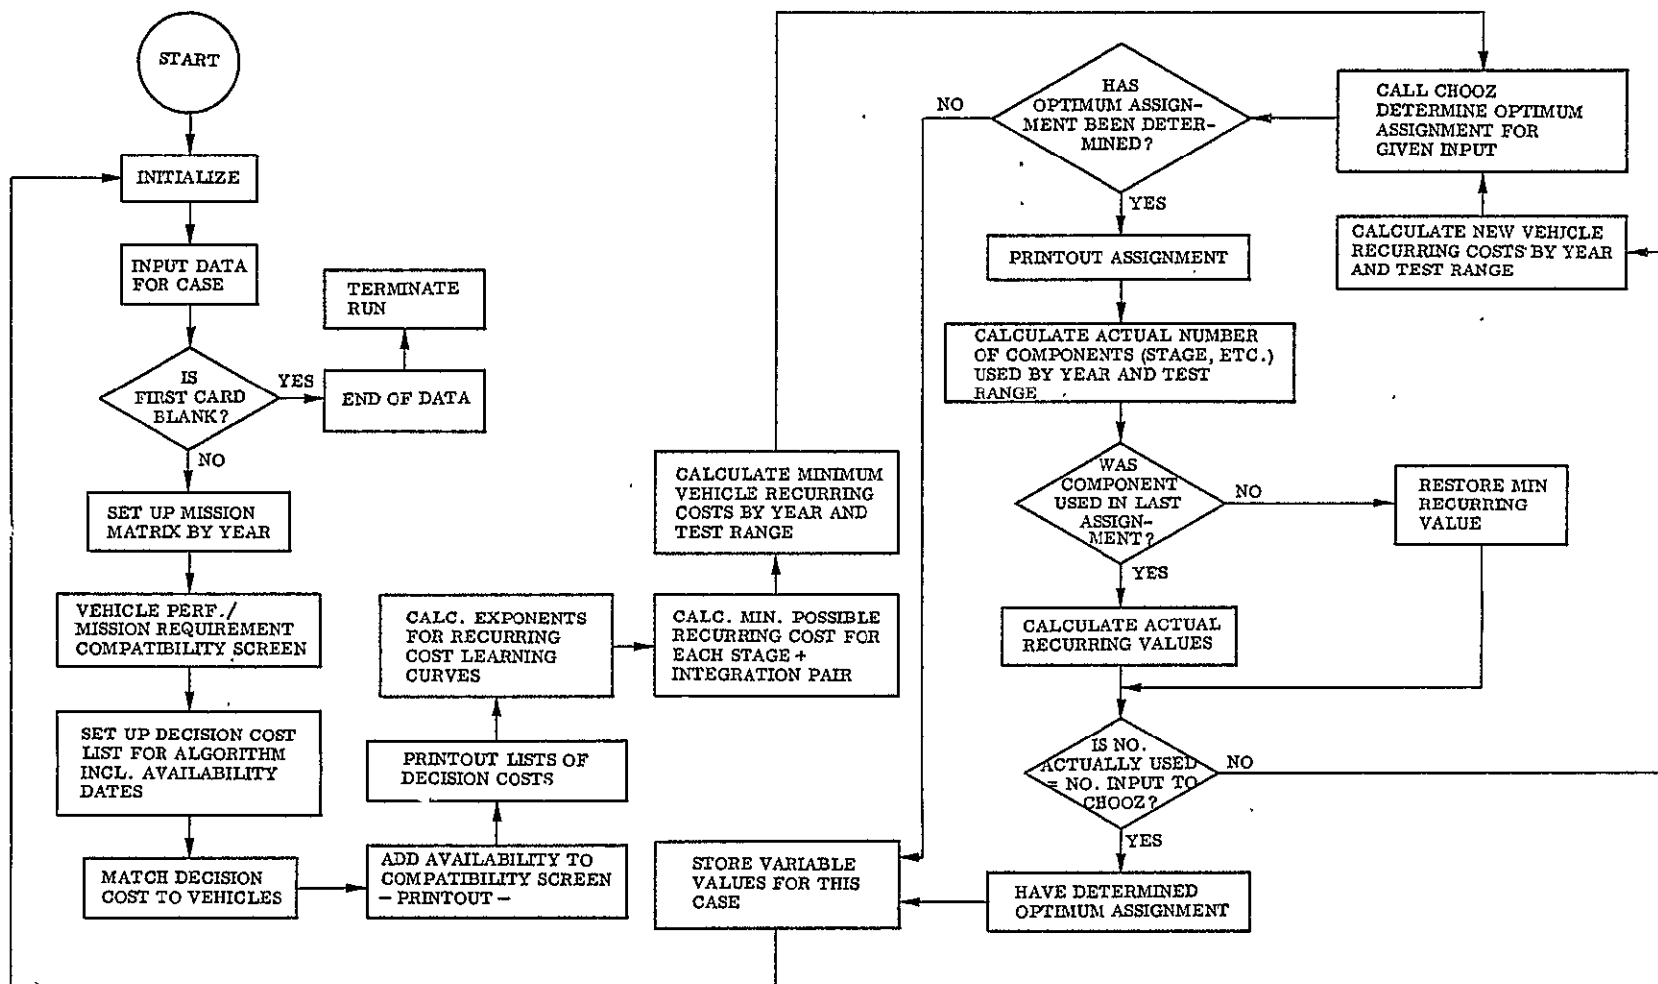 START
INITIALIZE
INPUT DATA
FOR CASE
IS
FIRST CARD
BLANK?
YES
END OF DATA
TERMINATE
RUN
NO
SET UP MISSION
MATRIX BY YEAR
VEHICLE PERF./
MISSION REQUIREMENT
COMPATIBILITY SCREEN
SET UP DECISION COST
LIST FOR ALGORITHM
INCL. AVAILABILITY
DATES
MATCH DECISION
COST TO VEHICLES
ADD AVAILABILITY TO
COMPATIBILITY SCREEN
– PRINTOUT –
PRINTOUT LISTS OF
DECISION COSTS
CALC. EXPONENTS
FOR RECURRING
COST LEARNING
CURVES
CALC. MIN. POSSIBLE
RECURRING COST FOR
EACH STAGE +
INTEGRATION PAIR
CALCULATE MINIMUM
VEHICLE RECURRING
COSTS BY YEAR AND
TEST RANGE
CALL CHOOZ
DETERMINE OPTIMUM
ASSIGNMENT FOR
GIVEN INPUT
CALCULATE NEW VEHICLE
RECURRING COSTS BY YEAR
AND TEST RANGE
HAS
OPTIMUM ASSIGN-
MENT BEEN DETER-
MINED?
NO
YES
PRINTOUT ASSIGNMENT
CALCULATE ACTUAL NUMBER
OF COMPONENTS (STAGE, ETC.)
USED BY YEAR AND TEST
RANGE
WAS
COMPONENT
USED IN LAST
ASSIGN-
MENT?
NO
RESTORE MIN
RECURRING
VALUE
YES
CALCULATE ACTUAL
RECURRING VALUES
IS NO.
ACTUALLY USED
= NO. INPUT TO
CHOOZ?
NO
YES
HAVE DETERMINED
OPTIMUM ASSIGNMENT
STORE VARIABLE
VALUES FOR THIS
CASE